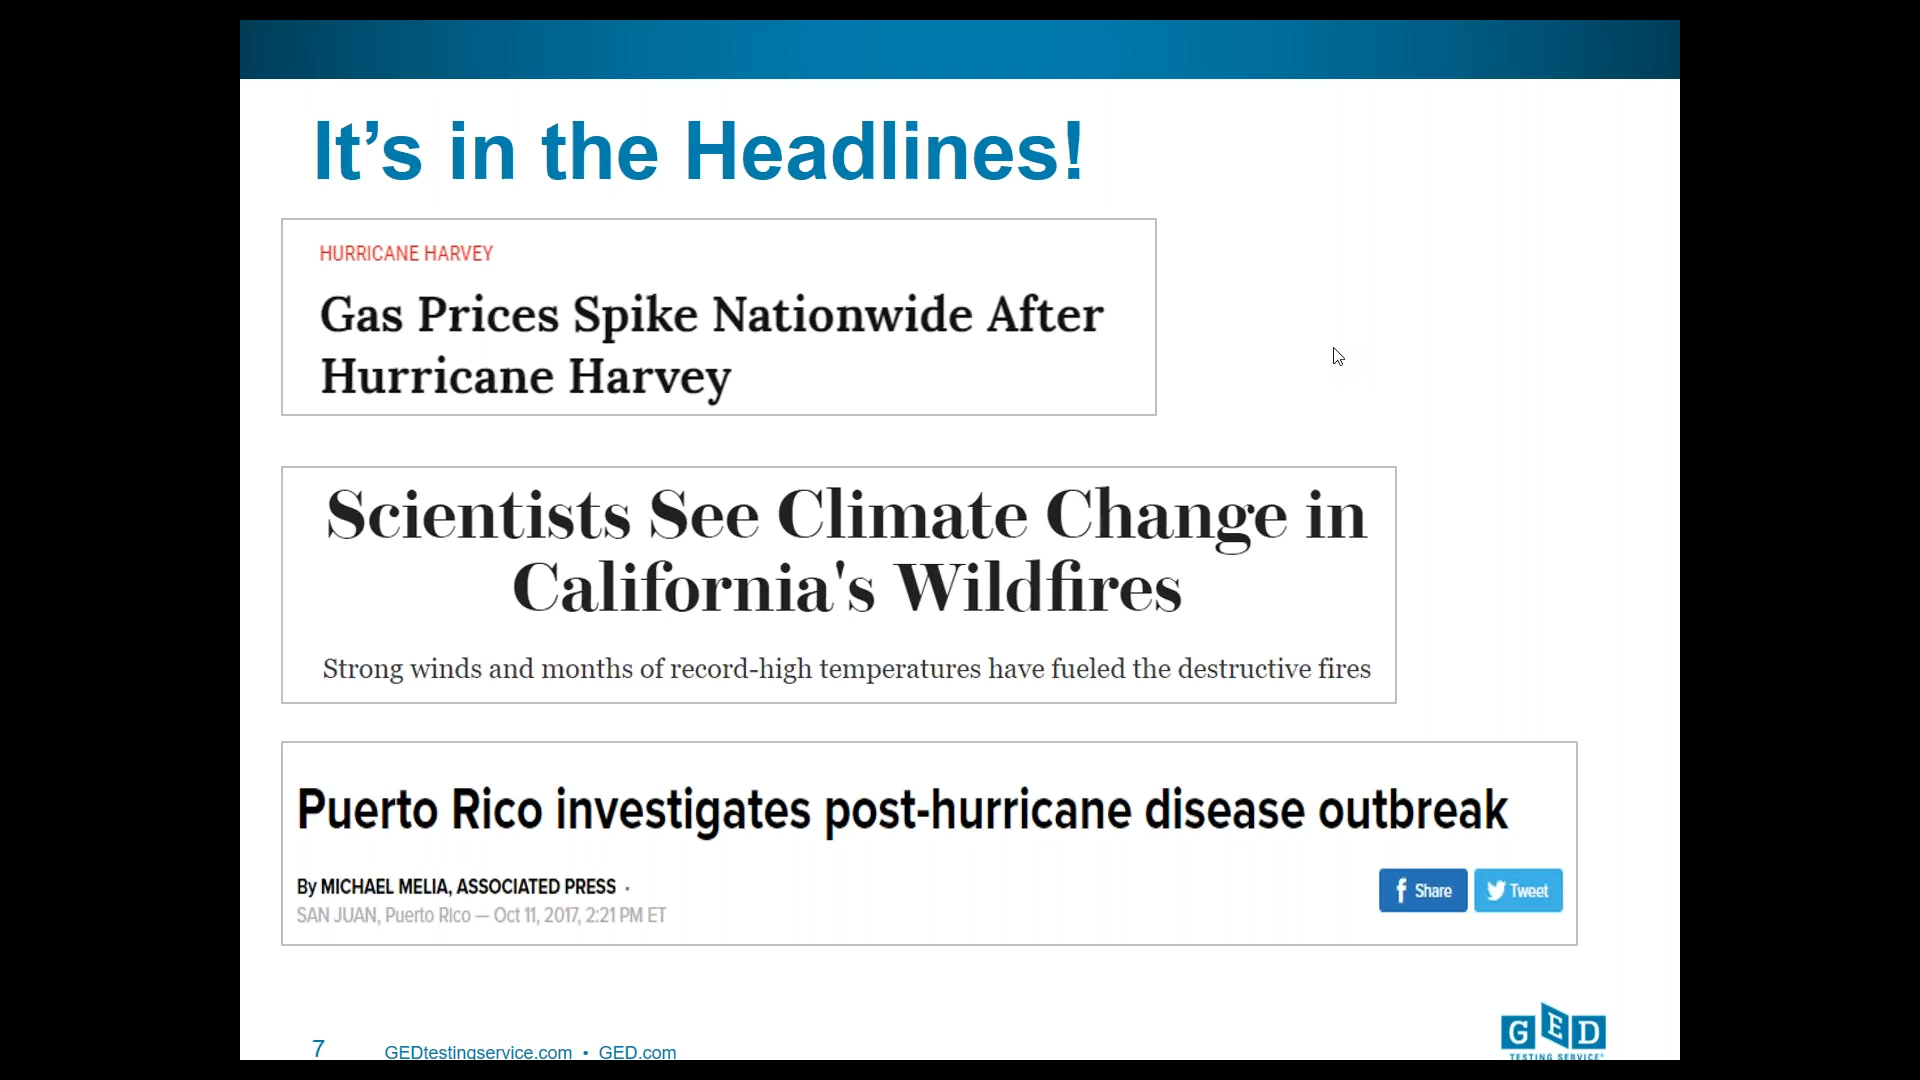 It’s in the Headlines!
HURRICANE HARVEY
Gas Prices Spike Nationwide After
Hurricane Harvey
Scientists See Climate Change in
California's Wildfires
Strong winds and months of record-high temperatures have fueled the destructive fires
Puerto Rico investigates post-hurricane disease outbreak
By MICHAEL MELIA, ASSOCIATED PRESS ·
SAN JUAN, Puerto Rico — Oct 11, 2017, 2:21 PM ET
f Share
Tweet
7
GEDtestingservice.com • GED.com
GED
TESTING SERVICE®